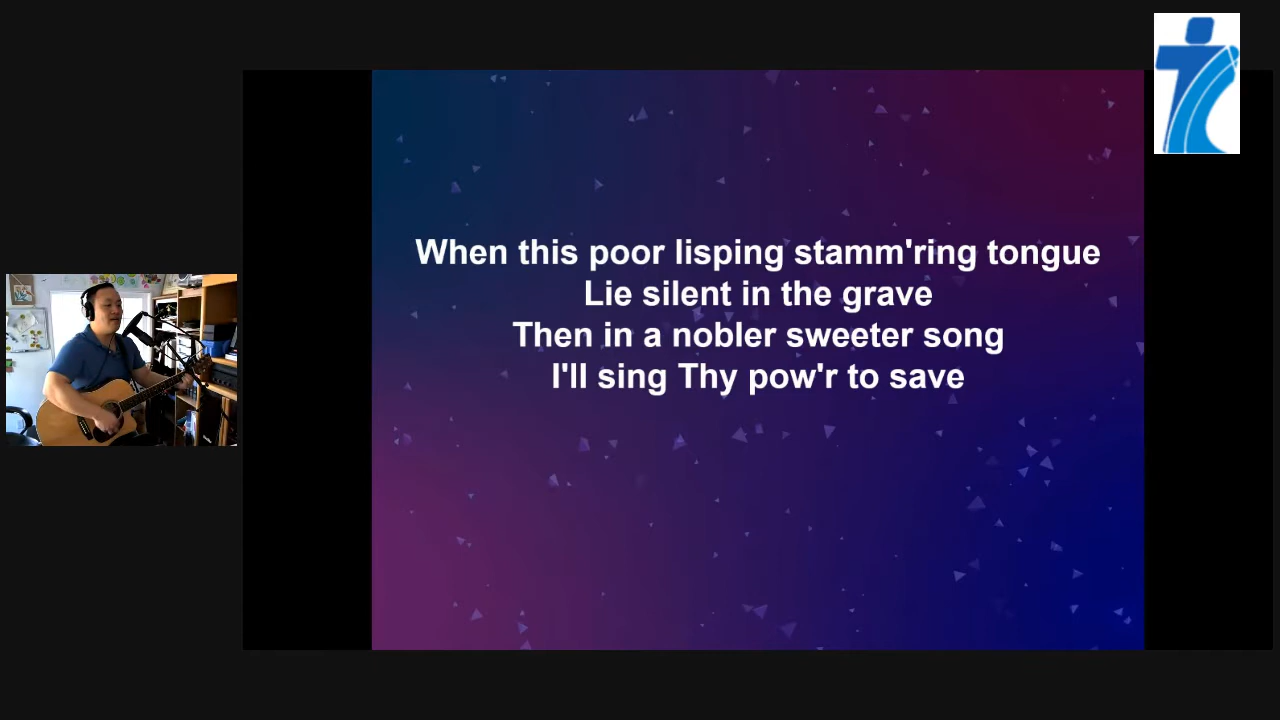 When this poor lisping stamm'ring tongue
Lie silent in the grave
Then in a nobler sweeter song
I'll sing Thy pow'r to save